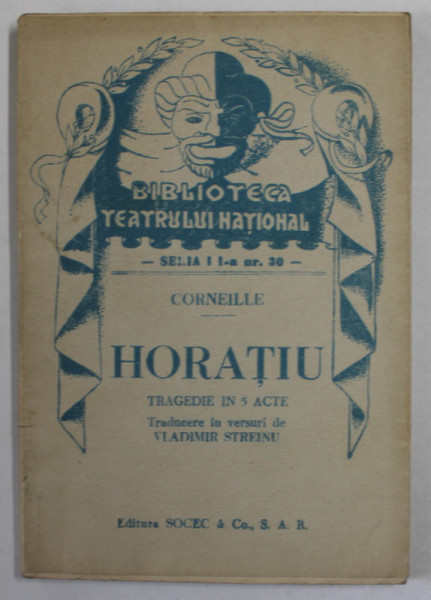 BIBLIOTECA
TEATRULUI NAȚIONAL
— SERIA I I-a nr. 30 —
CORNEILLE
HORAȚIU
TRAGEDIE IN 5 ACTE
Traducere în versuri de
VLADIMIR STREINU
Editura SOCEC & Co., S. A. R.